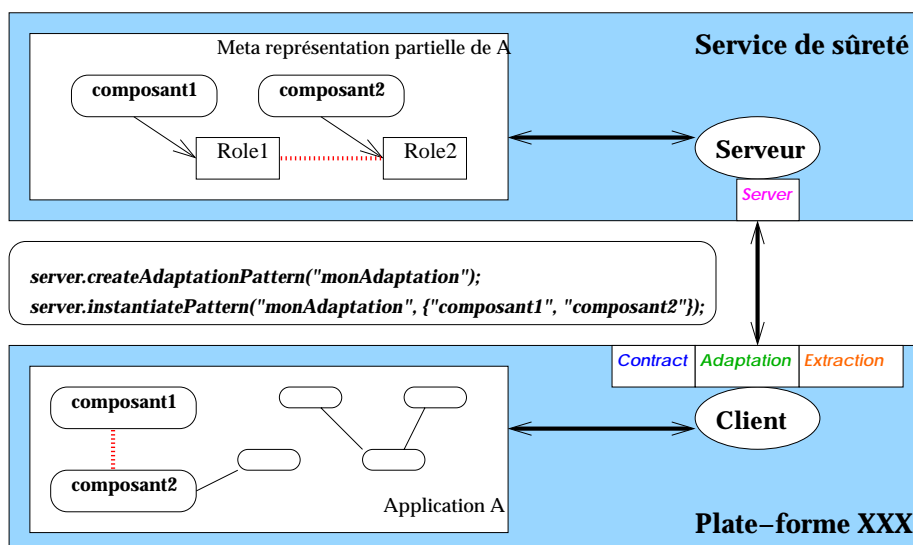 Meta représentation partielle de A
Service de sûreté
composant1
composant2
Role1
Role2
Serveur
Server
server.createAdaptationPattern("monAdaptation");
server.instantiatePattern("monAdaptation", {"composant1", "composant2"});
Contract
Adaptation
Extraction
composant1
Client
composant2
Application A
Plate−forme XXX